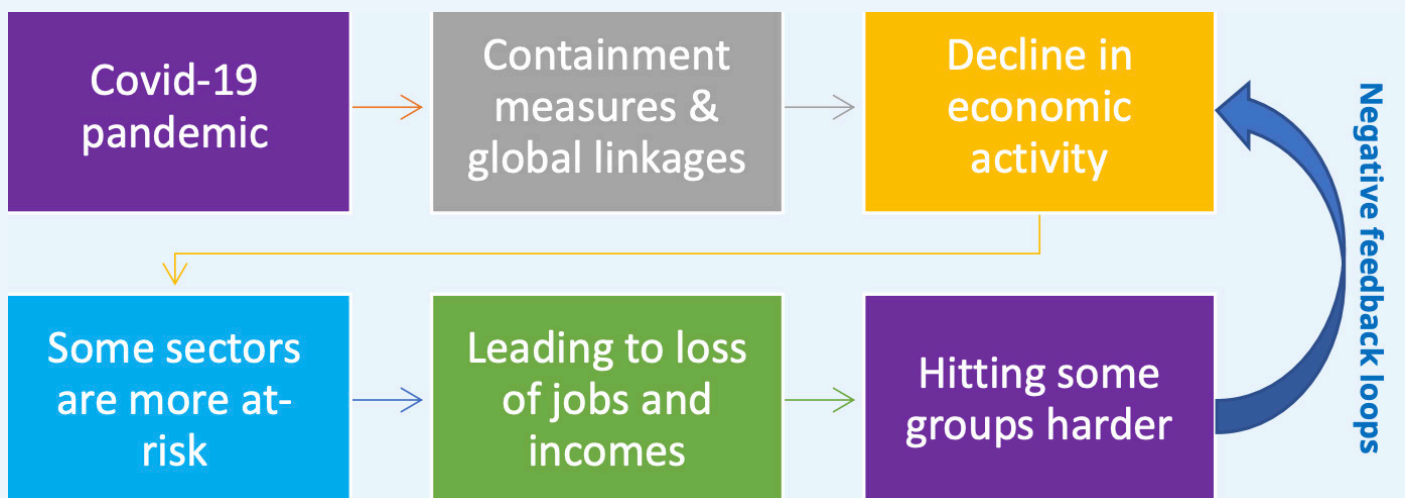 Covid-19
pandemic
Containment
measures &
global linkages
Decline in
economic
activity
Negative feedback loops
Some sectors
are more at-
risk
Leading to loss
of jobs and
incomes
Hitting some
groups harder